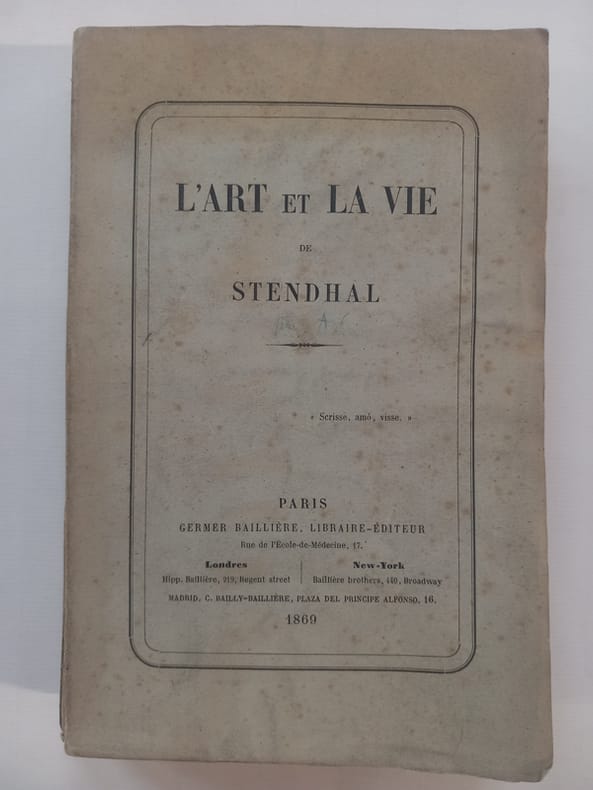 L'ART ET LA VIE
DE
STENDHAL
« Scrisse, amò, visse. »
PARIS
GERMER BAILLIÈRE, LIBRAIRE-ÉDITEUR
Rue de l'École-de-Médecine, 17.
Londres
Hipp. Baillière, 219, Regent street
New-York
Baillière brothers, 440, Broadway
MADRID, C. BAILLY-BAILLIÈRE, PLAZA DEL PRINCIPE ALFONSO, 16.
1869